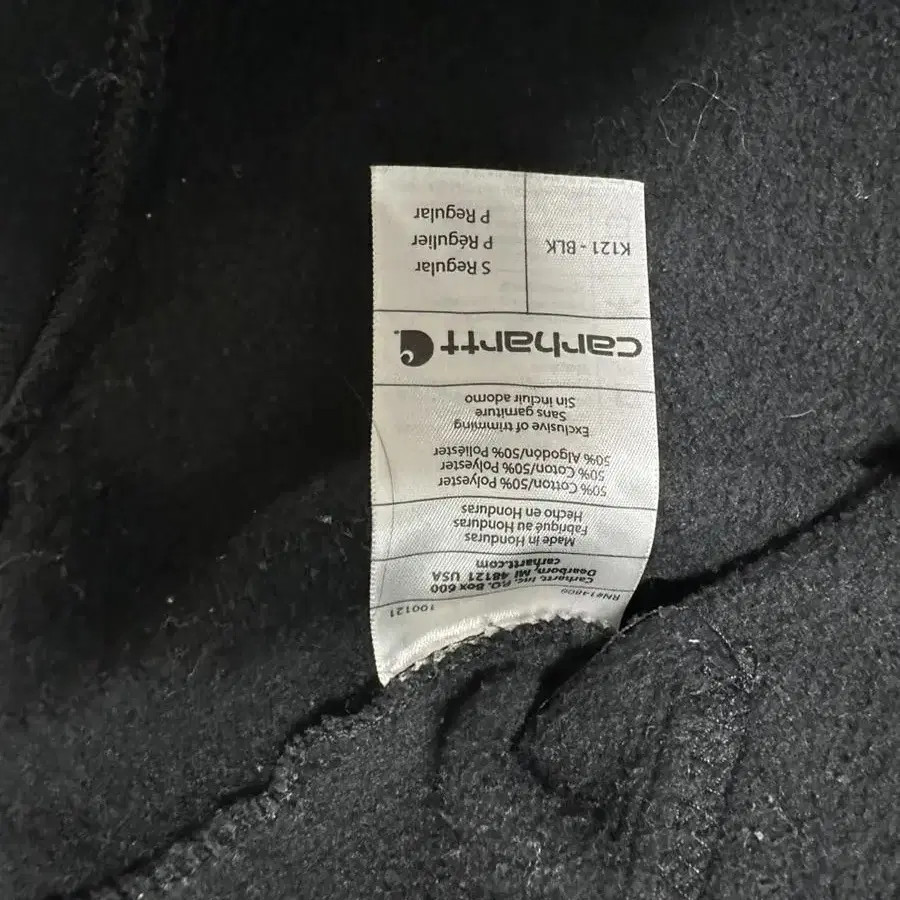 RN#14806 100121
Carhartt, Inc. P.O. Box 600
Dearborn, MI 48121 USA
carhartt.com
Made in Honduras
Fabriqué au Honduras
Hecho en Honduras
50% Cotton/50% Polyester
50% Coton/50% Polyester
50% Algodón/50% Poliéster
Exclusive of trimming
Sans garniture
Sin incluir adorno
carhartt
K121 - BLK
S Regular
P Régulier
P Regular